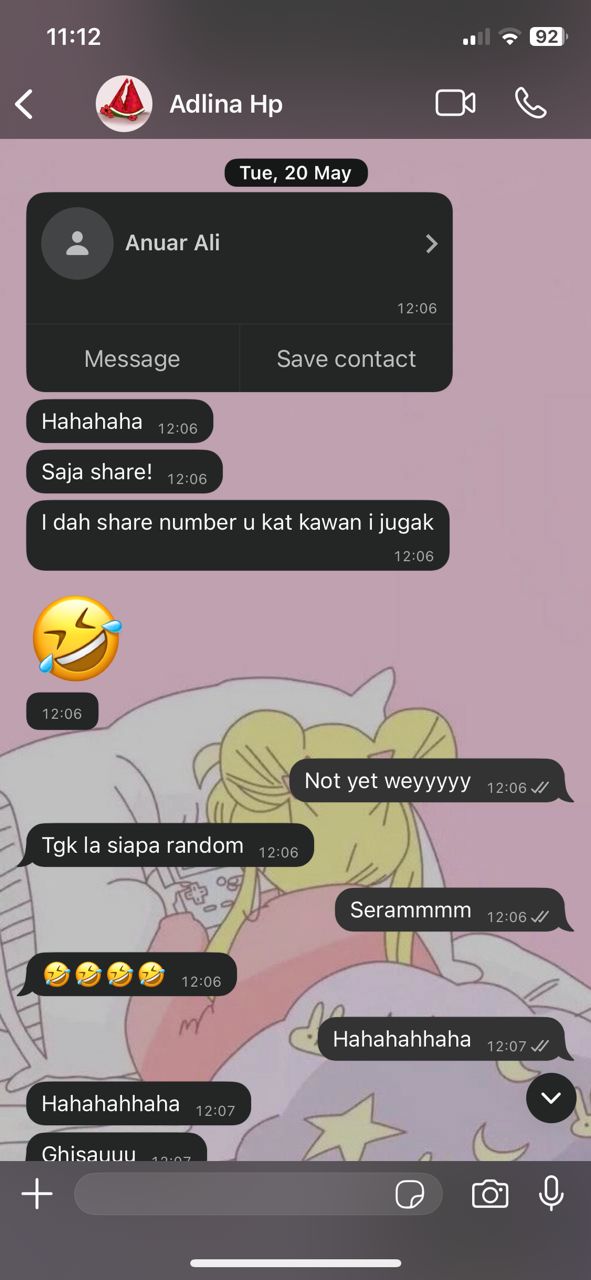 11:12
92
Adlina Hp
Tue, 20 May
Anuar Ali
12:06
Message
Save contact
Hahahaha 12:06
Saja share! 12:06
I dah share number u kat kawan i jugak
12:06
🤣
12:06
Not yet weyyyyy 12:06
Tgk la siapa random 12:06
Serammmm 12:06
🤣🤣🤣🤣 12:06
Hahahahhaha 12:07
Hahahahhaha 12:07
Ghisauuu 12:07